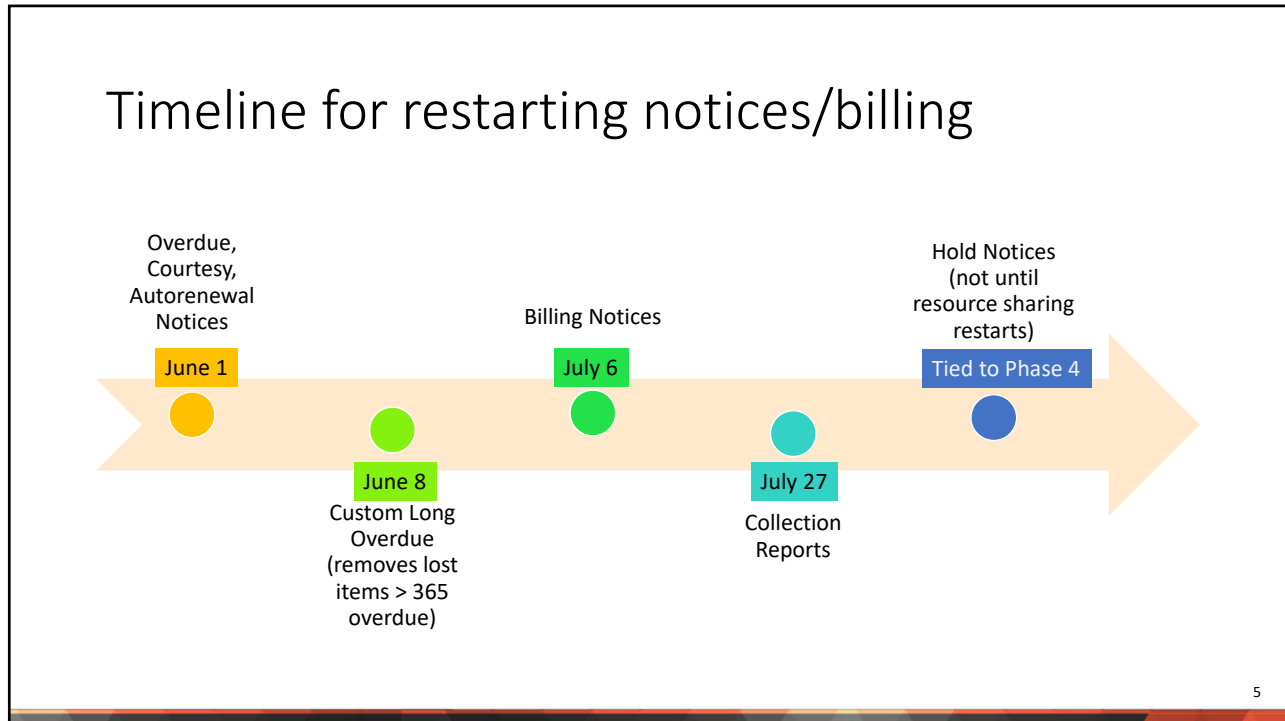 Timeline for restarting notices/billing
Overdue,
Courtesy,
Autorenewal
Notices
June 1
June 8
Custom Long
Overdue
(removes lost
items > 365
overdue)
Billing Notices
July 6
July 27
Collection
Reports
Hold Notices
(not until
resource sharing
restarts)
Tied to Phase 4
5